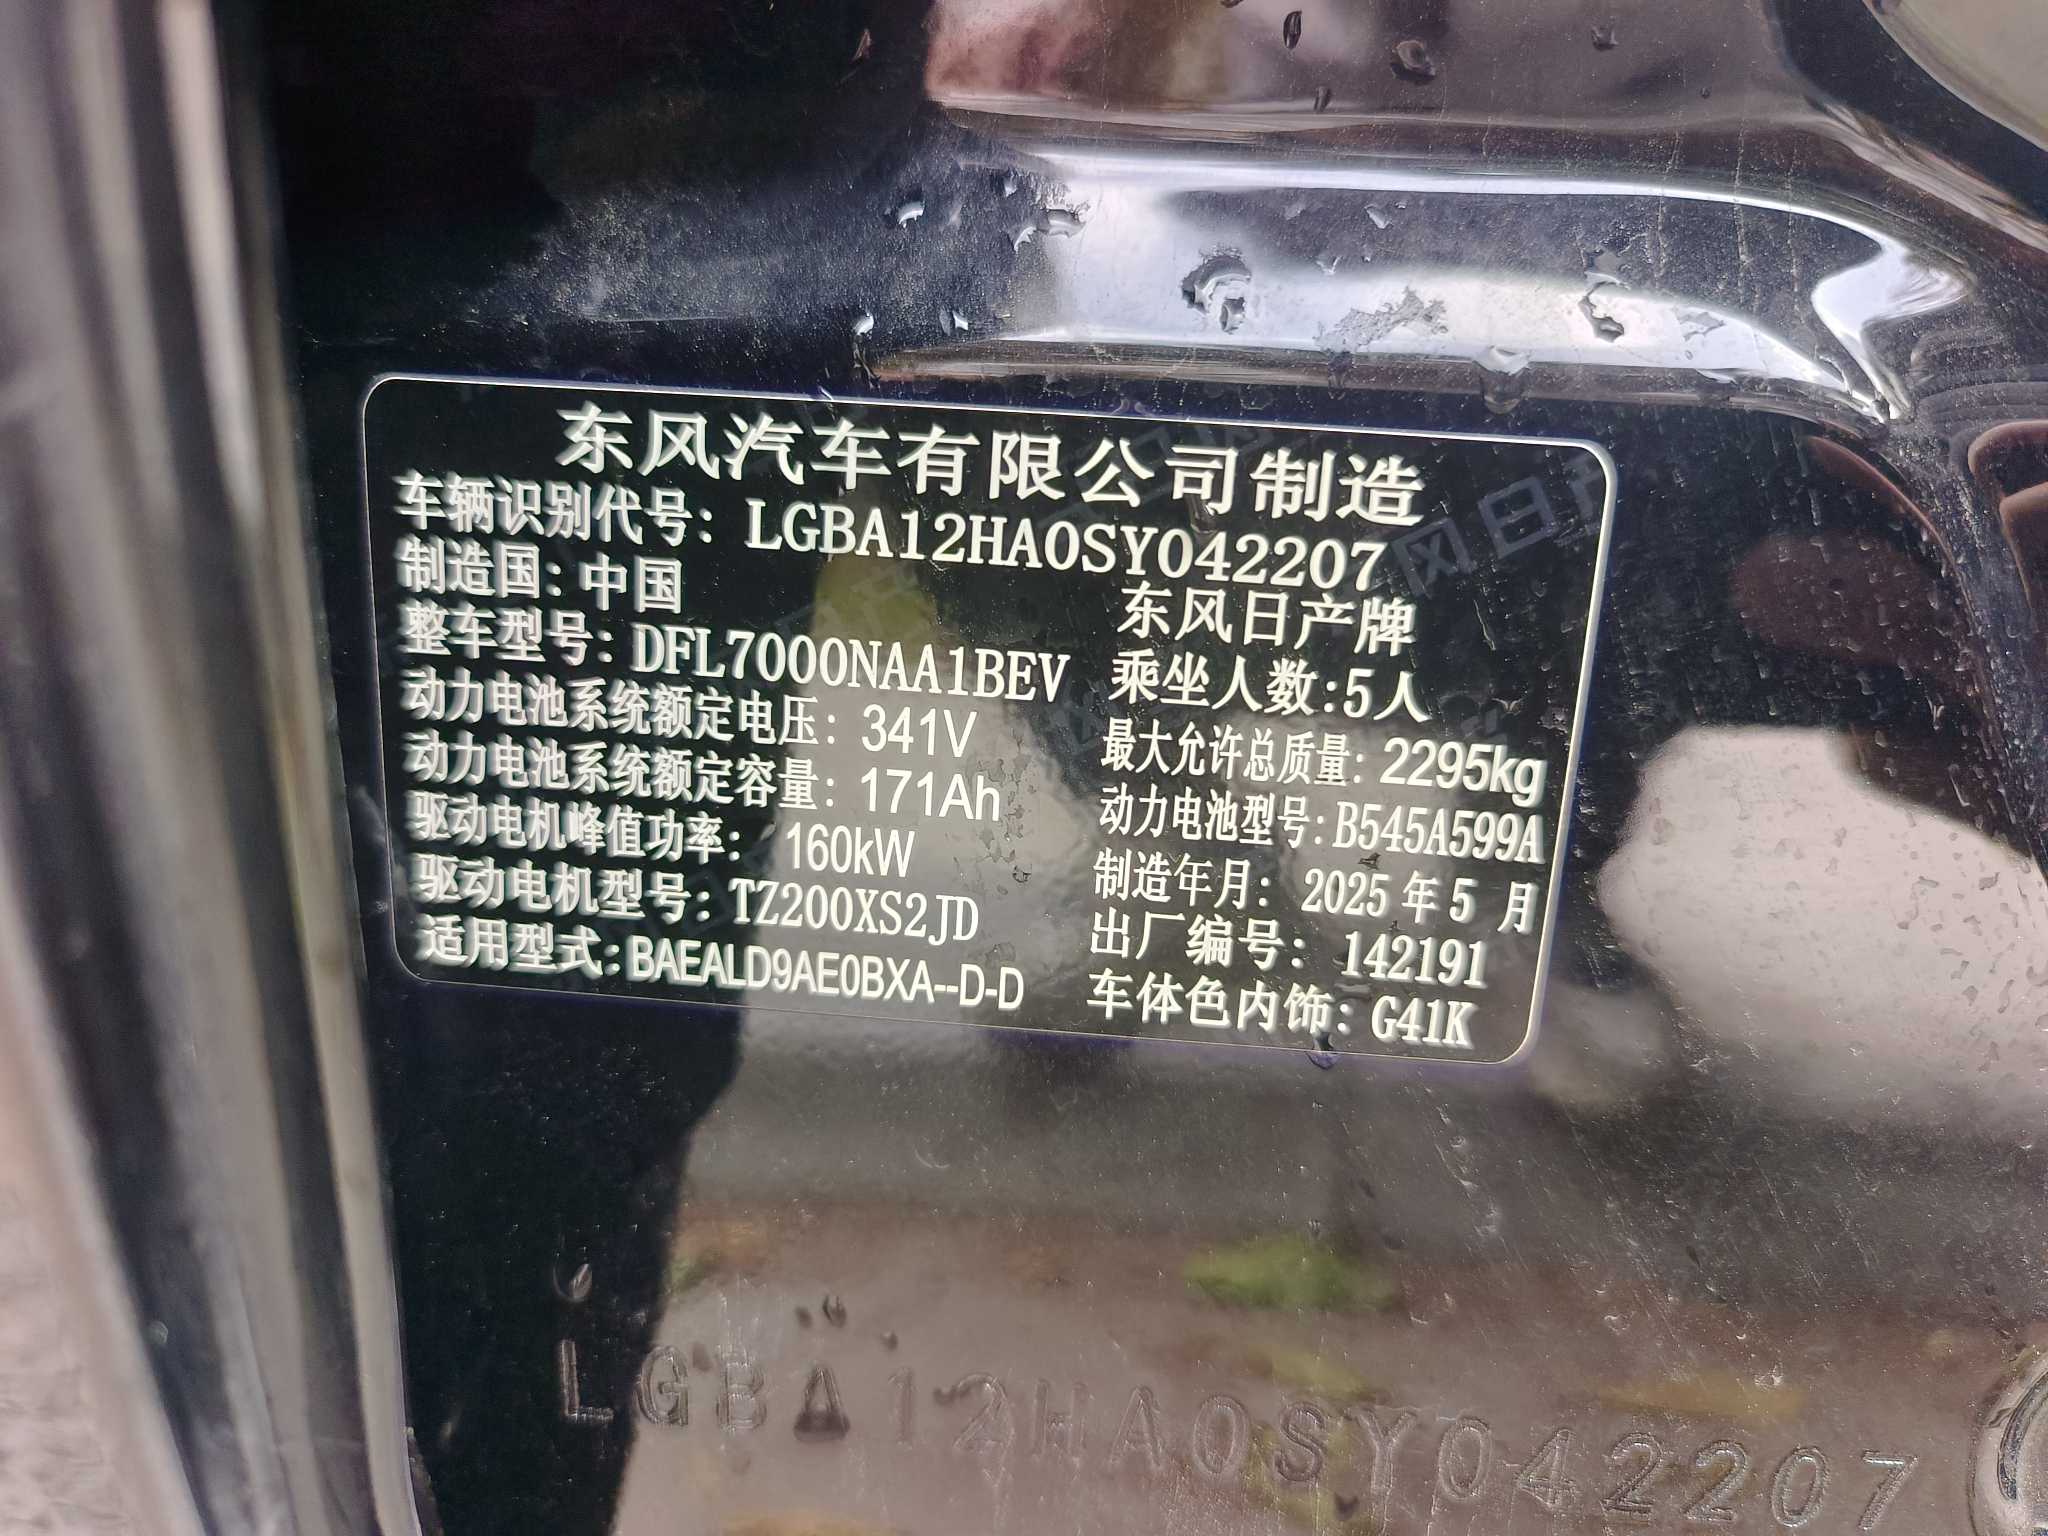 东风汽车有限公司制造
车辆识别代号: LGBA12HA0SY042207
制造国: 中国 东风日产牌
整车型号: DFL7000NAA1BEV 乘坐人数:5人
动力电池系统额定电压: 341V 最大允许总质量: 2295kg
动力电池系统额定容量: 171Ah 动力电池型号: B545A599A
驱动电机峰值功率: 160kW 制造年月: 2025年5月
驱动电机型号: TZ200XS2JD 出厂编号: 142191
适用型式: BAEALD9AE0BXA--D-D 车体色内饰: G41K
LGBA12HA0SY042207